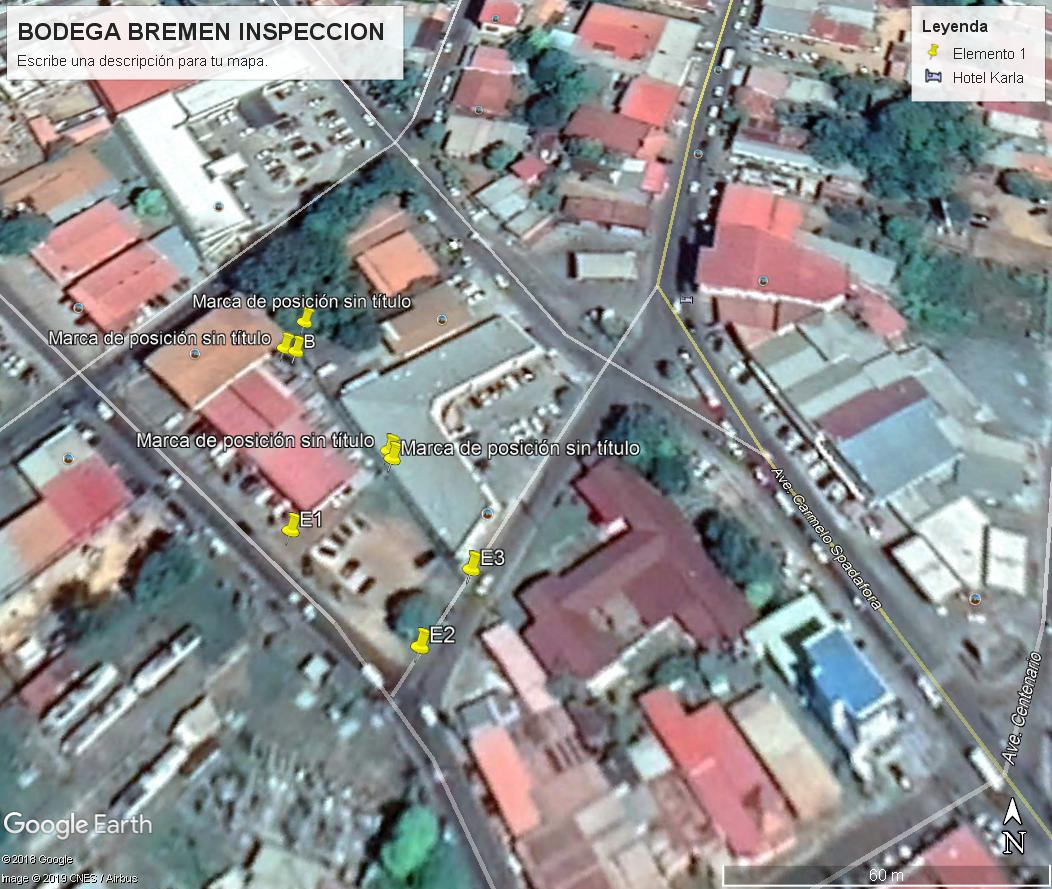 BODEGA BREMEN INSPECCION
Escribe una descripción para tu mapa.
Leyenda
Elemento 1
Hotel Karla
Marca de posición sin título
Marca de posición sin título
B
Marca de posición sin título
Marca de posición sin título
E1
E3
E2
Ave. Carmelo Spadafora
Ave. Centenario
Google Earth
©2018 Google
Image © 2019 CNES / Airbus
N
60 m